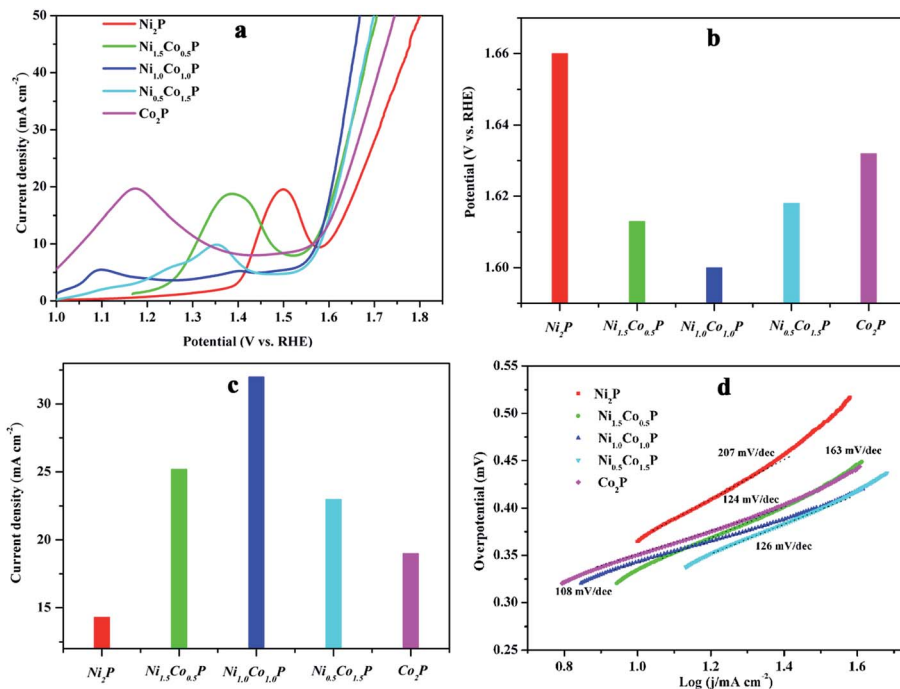 a
Ni₂P
Ni₁.₅Co₀.₅P
Ni₁.₀Co₁.₀P
Ni₀.₅Co₁.₅P
Co₂P
Current density (mA cm⁻²)
50
40
30
20
10
0
1.0 1.1 1.2 1.3 1.4 1.5 1.6 1.7 1.8
Potential (V vs. RHE)
b
Potential (V vs. RHE)
1.66
1.64
1.62
1.60
Ni₂P Ni₁.₅Co₀.₅P Ni₁.₀Co₁.₀P Ni₀.₅Co₁.₅P Co₂P
c
Current density (mA cm⁻²)
30
25
20
15
Ni₂P Ni₁.₅Co₀.₅P Ni₁.₀Co₁.₀P Ni₀.₅Co₁.₅P Co₂P
d
Ni₂P
Ni₁.₅Co₀.₅P
Ni₁.₀Co₁.₀P
Ni₀.₅Co₁.₅P
Co₂P
207 mV/dec
163 mV/dec
124 mV/dec
126 mV/dec
108 mV/dec
Overpotential (mV)
0.55
0.50
0.45
0.40
0.35
0.30
0.25
0.8 1.0 1.2 1.4 1.6
Log (j/mA cm⁻²)